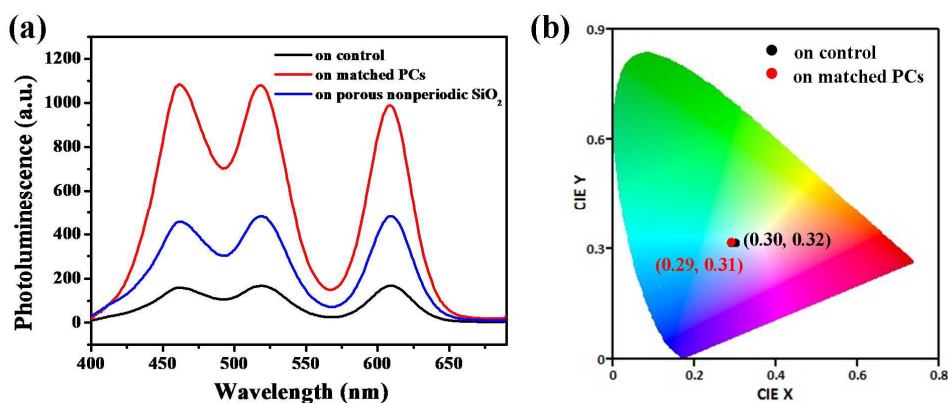 (a)
1200
1000
800
600
400
200
0
Photoluminescence (a.u.)
on control
on matched PCs
on porous nonperiodic SiO₂
400
450
500
550
600
650
Wavelength (nm)
(b)
0.9
0.6
0.3
0
CIE Y
on control
on matched PCs
(0.30, 0.32)
(0.29, 0.31)
0
0.2
0.4
0.6
0.8
CIE X